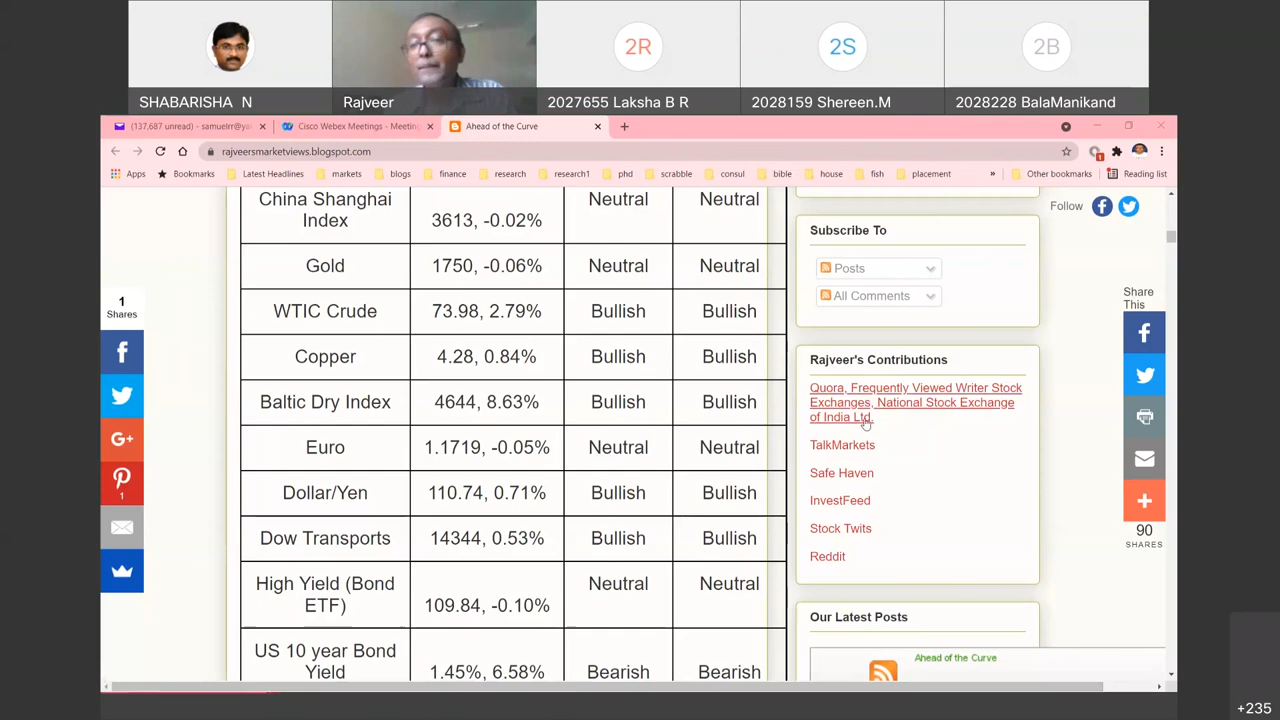 2R
2S
2B
SHABARISHA N
Rajveer
2027655 Laksha B R
2028159 Shereen.M
2028228 BalaManikand
(137,687 unread) - samuelrr@ya
Cisco Webex Meetings - Meeting
Ahead of the Curve
rajveersmarketviews.blogspot.com
1
Apps
Bookmarks
Latest Headlines
markets
blogs
finance
research
research1
phd
scrabble
consul
bible
house
fish
placement
»
Other bookmarks
Reading list
China Shanghai
Index
3613, -0.02%
Neutral
Neutral
Gold
1750, -0.06%
Neutral
Neutral
WTIC Crude
73.98, 2.79%
Bullish
Bullish
Copper
4.28, 0.84%
Bullish
Bullish
Baltic Dry Index
4644, 8.63%
Bullish
Bullish
Euro
1.1719, -0.05%
Neutral
Neutral
Dollar/Yen
110.74, 0.71%
Bullish
Bullish
Dow Transports
14344, 0.53%
Bullish
Bullish
High Yield (Bond
ETF)
109.84, -0.10%
Neutral
Neutral
US 10 year Bond
Yield
1.45%, 6.58%
Bearish
Bearish
1
Shares
1
Follow
Subscribe To
Posts
All Comments
Rajveer's Contributions
Quora, Frequently Viewed Writer Stock
Exchanges, National Stock Exchange
of India Ltd.
TalkMarkets
Safe Haven
InvestFeed
Stock Twits
Reddit
Our Latest Posts
Ahead of the Curve
Share
This
90
SHARES
+235